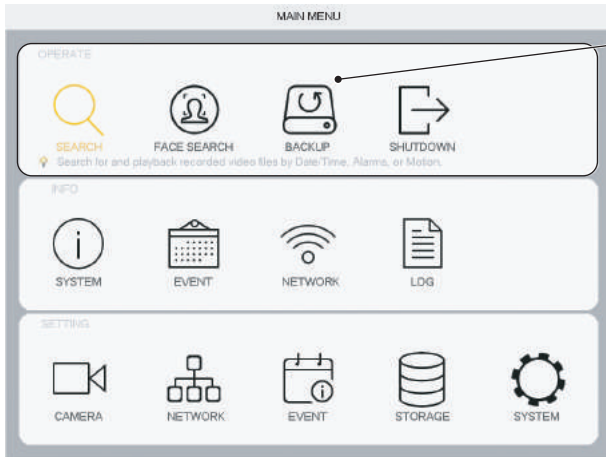 MAIN MENU
OPERATE
SEARCH FACE SEARCH BACKUP SHUTDOWN
Search for and playback recorded video files by Date/Time, Alarms, or Motion.
INFO
SYSTEM EVENT NETWORK LOG
SETTING
CAMERA NETWORK EVENT STORAGE SYSTEM